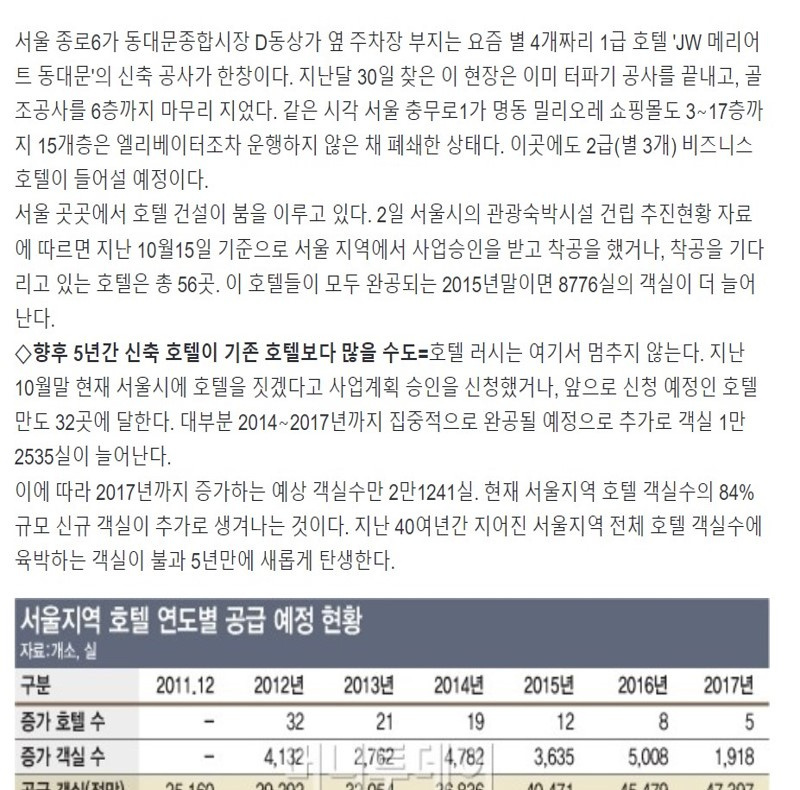 서울 종로6가 동대문종합시장 D동상가 옆 주차장 부지는 요즘 별 4개짜리 1급 호텔 'JW 메리어
트 동대문'의 신축 공사가 한창이다. 지난달 30일 찾은 이 현장은 이미 터파기 공사를 끝내고, 골
조공사를 6층까지 마무리 지었다. 같은 시각 서울 충무로1가 명동 밀리오레 쇼핑몰도 3~17층까
지 15개층은 엘리베이터조차 운행하지 않은 채 폐쇄한 상태다. 이곳에도 2급(별 3개) 비즈니스
호텔이 들어설 예정이다.
서울 곳곳에서 호텔 건설이 붐을 이루고 있다. 2일 서울시의 관광숙박시설 건립 추진현황 자료
에 따르면 지난 10월15일 기준으로 서울 지역에서 사업승인을 받고 착공을 했거나, 착공을 기다
리고 있는 호텔은 총 56곳. 이 호텔들이 모두 완공되는 2015년말이면 8776실의 객실이 더 늘어
난다.
◇향후 5년간 신축 호텔이 기존 호텔보다 많을 수도=호텔 러시는 여기서 멈추지 않는다. 지난
10월말 현재 서울시에 호텔을 짓겠다고 사업계획 승인을 신청했거나, 앞으로 신청 예정인 호텔
만도 32곳에 달한다. 대부분 2014~2017년까지 집중적으로 완공될 예정으로 추가로 객실 1만
2535실이 늘어난다.
이에 따라 2017년까지 증가하는 예상 객실수만 2만1241실. 현재 서울지역 호텔 객실수의 84%
규모 신규 객실이 추가로 생겨나는 것이다. 지난 40여년간 지어진 서울지역 전체 호텔 객실수에
육박하는 객실이 불과 5년만에 새롭게 탄생한다.
서울지역 호텔 연도별 공급 예정 현황
자료:개소, 실
구분 2011.12 2012년 2013년 2014년 2015년 2016년 2017년
증가 호텔 수 – 32 21 19 12 8 5
증가 객실 수 – 4,132 2,762 4,782 3,635 5,008 1,918
머니투데이
공급 객실(전망) 25,160 29,292 32,054 36,836 40,471 45,479 47,397